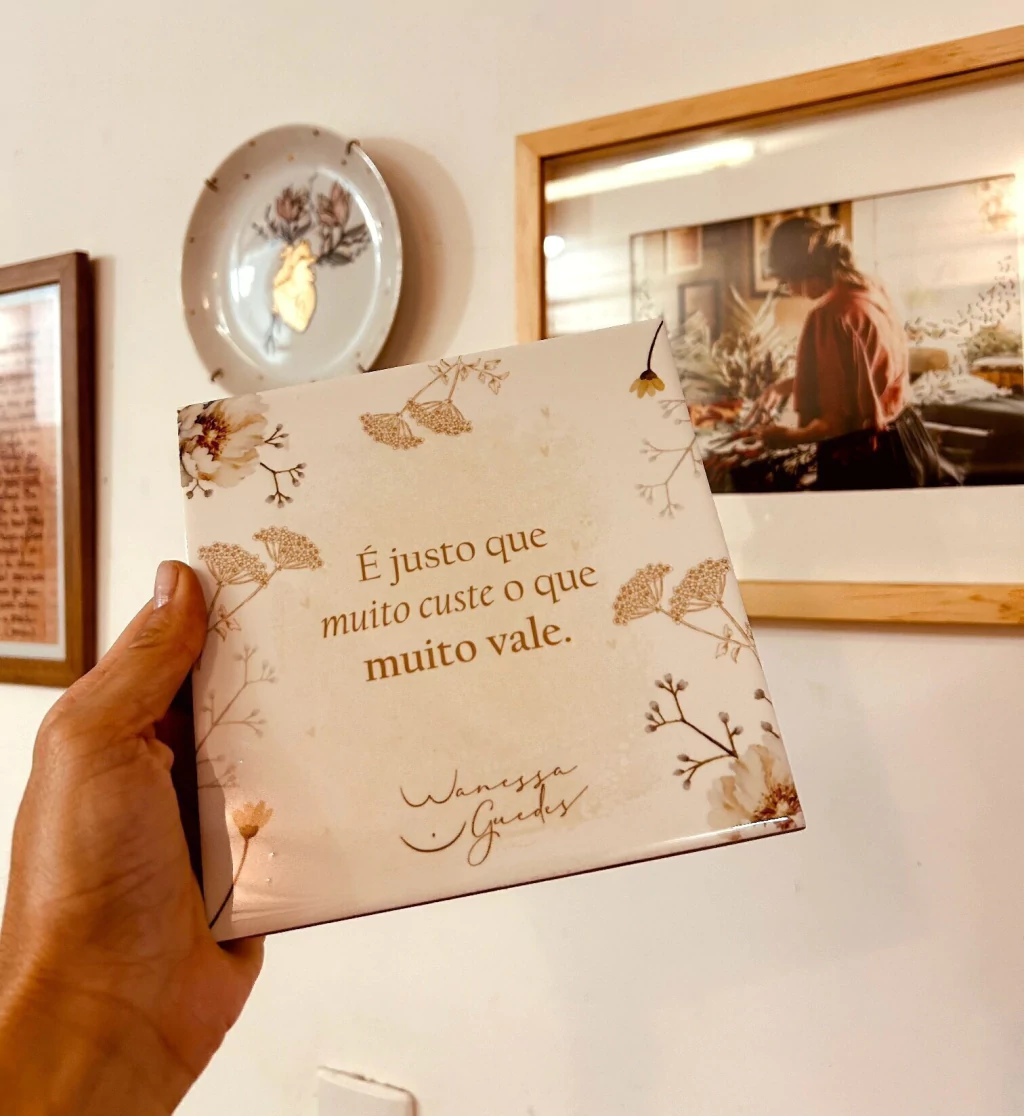 É justo que
muito custe o que
muito vale.
Wanessa
Guedes